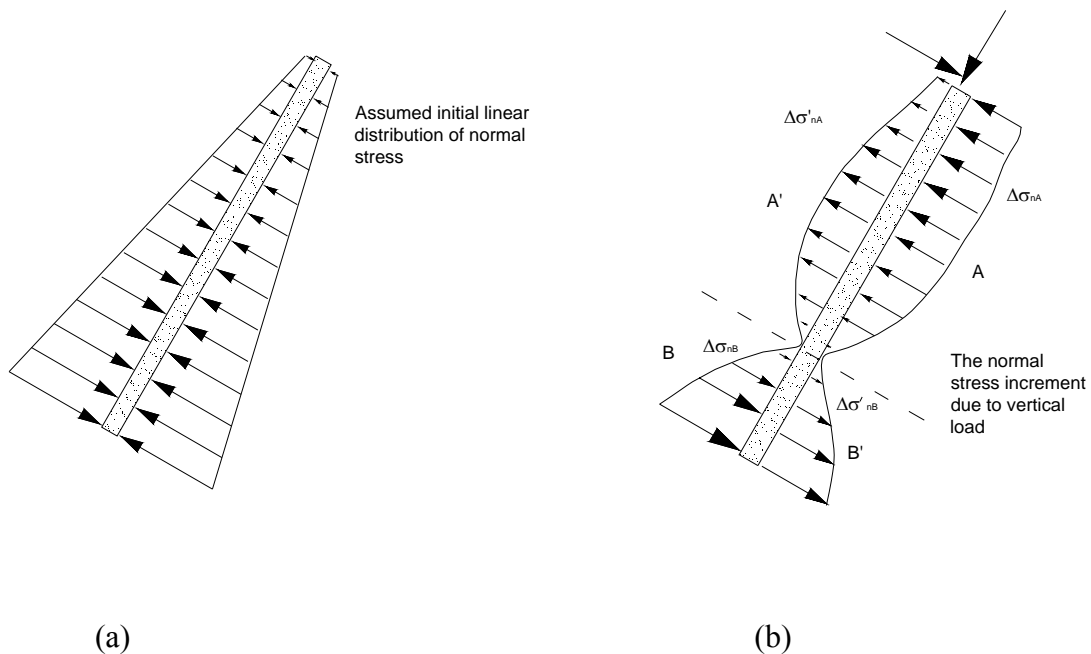 Assumed initial linear
distribution of normal
stress
Δσ'nA
A'
ΔσnA
A
B
ΔσnB
Δσ'nB
B'
The normal
stress increment
due to vertical
load
(a)
(b)